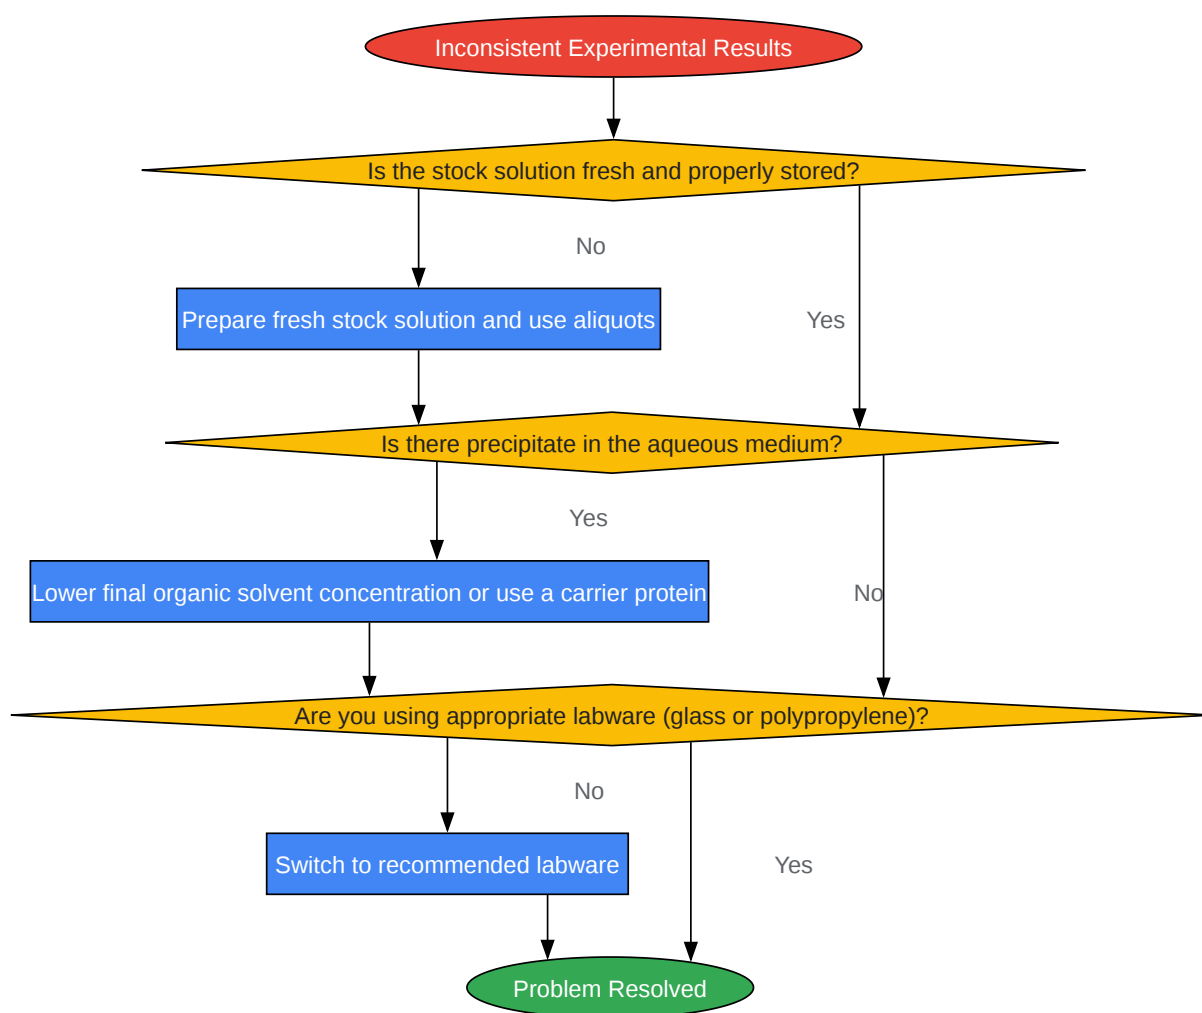 Inconsistent Experimental Results
Is the stock solution fresh and properly stored?
No
Prepare fresh stock solution and use aliquots
Yes
Is there precipitate in the aqueous medium?
Yes
Lower final organic solvent concentration or use a carrier protein
No
Are you using appropriate labware (glass or polypropylene)?
No
Switch to recommended labware
Yes
Problem Resolved